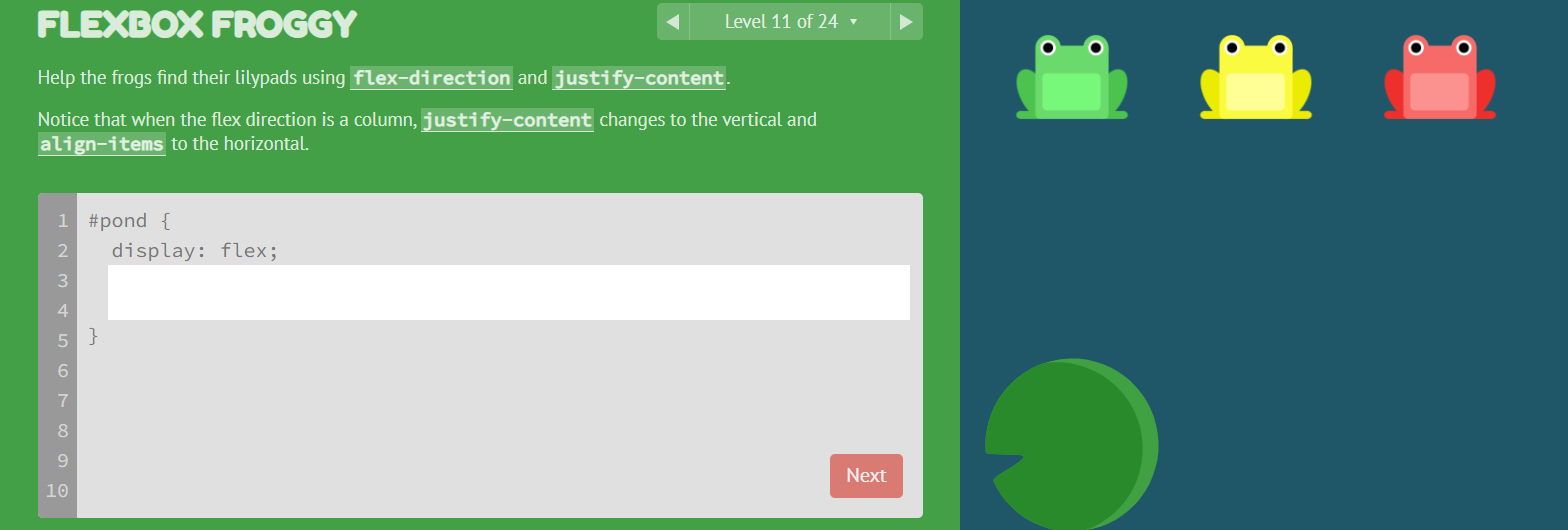 FLEXBOX FROGGY
Level 11 of 24
Help the frogs find their lilypads using flex-direction and justify-content.
Notice that when the flex direction is a column, justify-content changes to the vertical and
align-items to the horizontal.
1 #pond {
2 display: flex;
3
4
5 }
6
7
8
9
10
Next